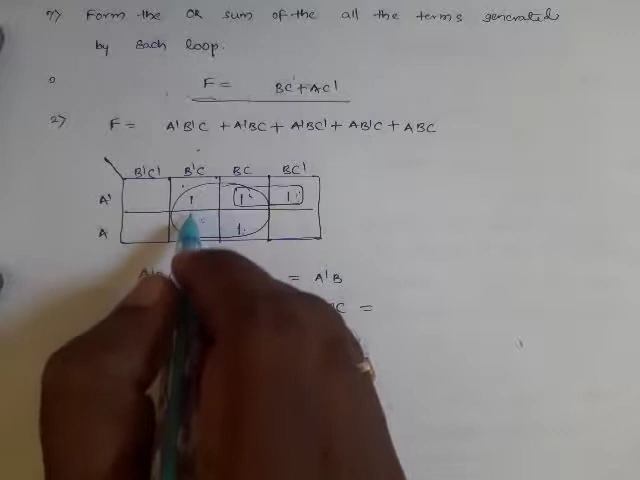 7) Form the OR sum of the all the terms generated
by each loop.
F = BC'+AC'
2) F = A'B'C + A'BC + A'BC' + AB'C + ABC
B'C' B'C BC BC'
A' 1 1 1
A 1
= A'B
C =